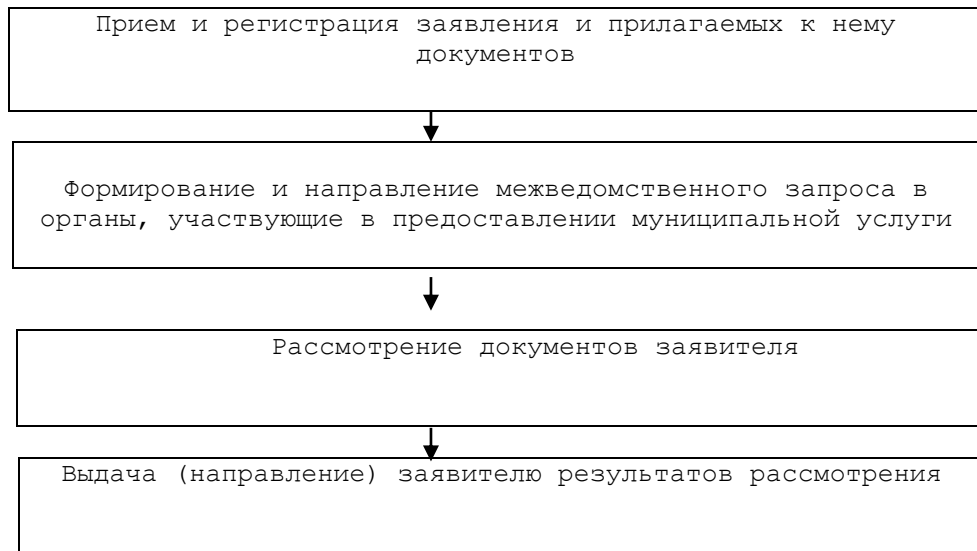 Прием и регистрация заявления и прилагаемых к нему
документов
Формирование и направление межведомственного запроса в
органы, участвующие в предоставлении муниципальной услуги
Рассмотрение документов заявителя
Выдача (направление) заявителю результатов рассмотрения